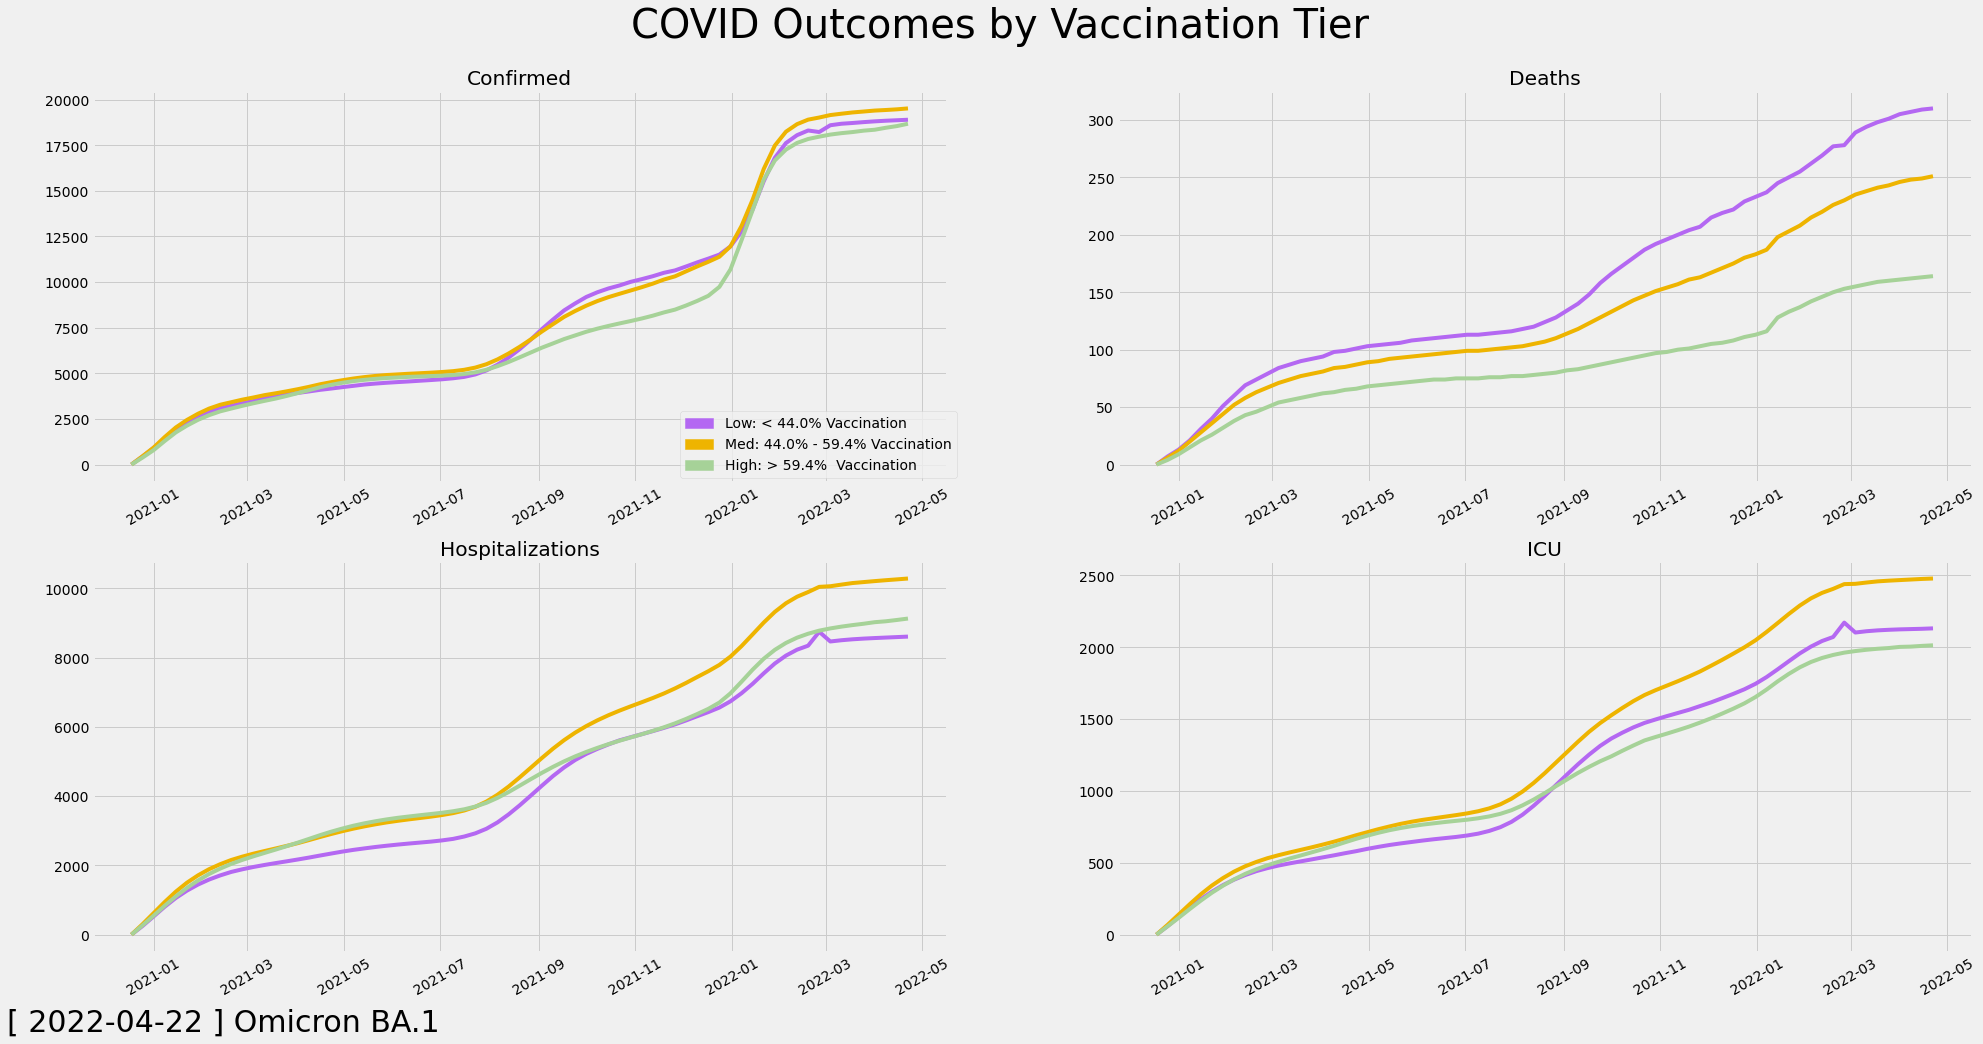 COVID Outcomes by Vaccination Tier
Confirmed
20000
17500
15000
12500
10000
7500
5000
2500
0
Low: < 44.0% Vaccination
Med: 44.0% - 59.4% Vaccination
High: > 59.4%  Vaccination
2021-01 2021-03 2021-05 2021-07 2021-09 2021-11 2022-01 2022-03 2022-05
Deaths
300
250
200
150
100
50
0
2021-01 2021-03 2021-05 2021-07 2021-09 2021-11 2022-01 2022-03 2022-05
Hospitalizations
10000
8000
6000
4000
2000
0
2021-01 2021-03 2021-05 2021-07 2021-09 2021-11 2022-01 2022-03 2022-05
ICU
2500
2000
1500
1000
500
0
2021-01 2021-03 2021-05 2021-07 2021-09 2021-11 2022-01 2022-03 2022-05
[ 2022-04-22 ] Omicron BA.1